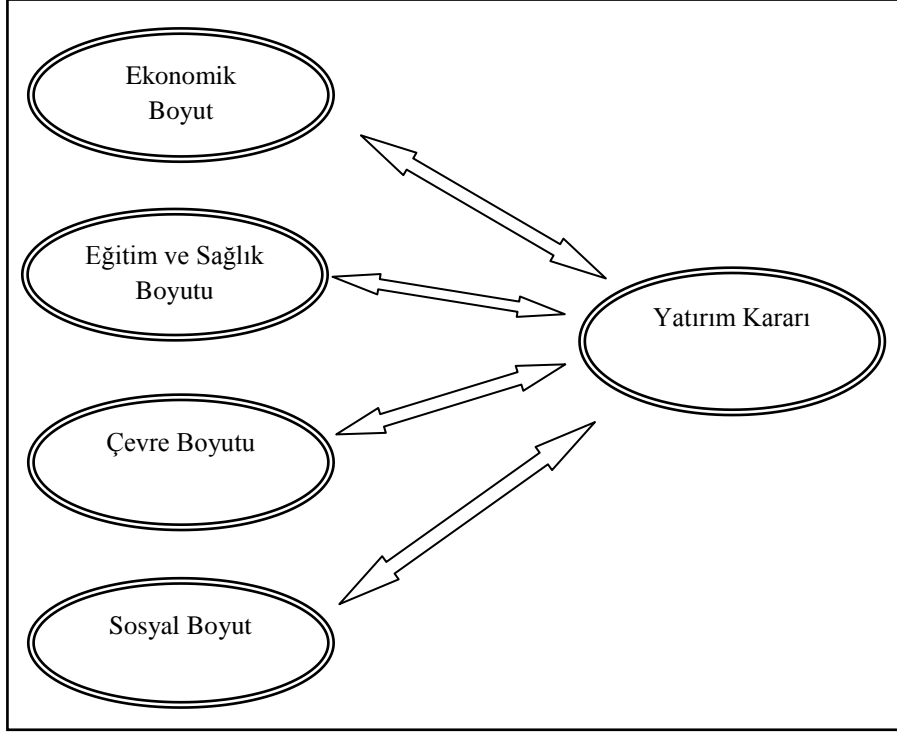 Ekonomik
Boyut
Eğitim ve Sağlık
Boyutu
Yatırım Kararı
Çevre Boyutu
Sosyal Boyut